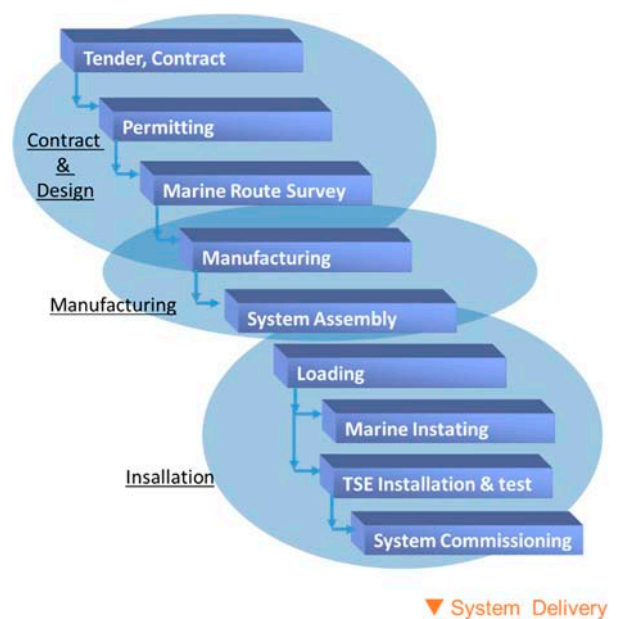 Tender, Contract
Permitting
Contract
&
Design
Marine Route Survey
Manufacturing
Manufacturing
System Assembly
Loading
Marine Instating
Insallation
TSE Installation & test
System Commissioning
▼ System Delivery